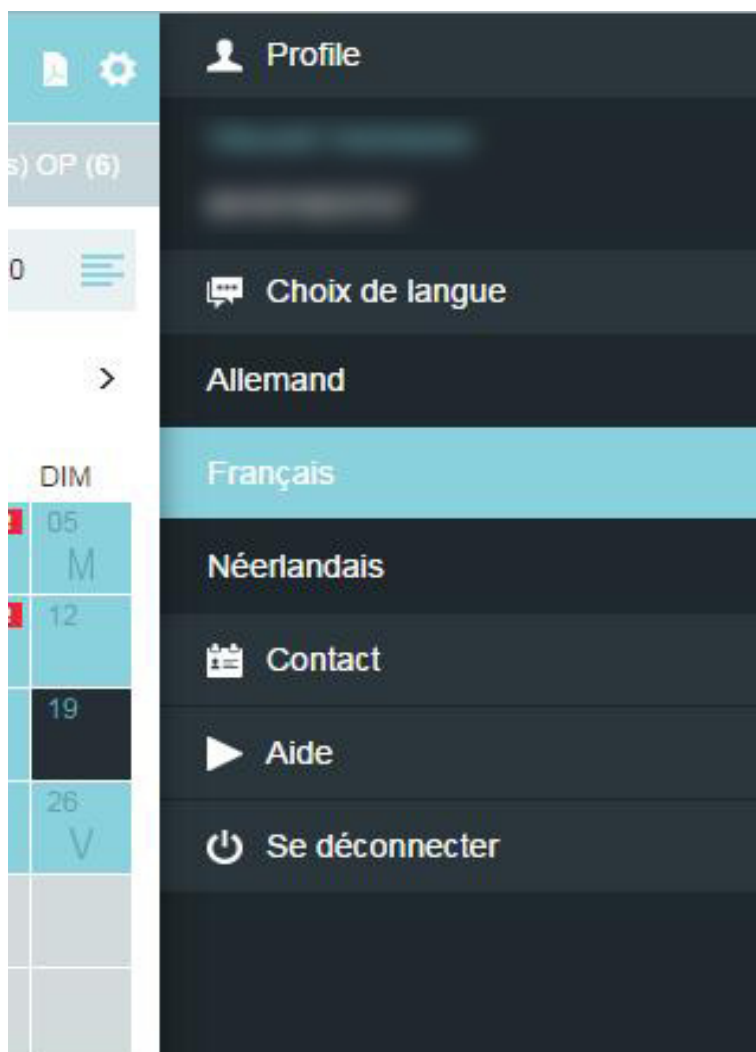 Profile
s) OP (6)
0
Choix de langue
Allemand
Français
DIM
05
M
Néerlandais
12
Contact
19
Aide
26
V
Se déconnecter